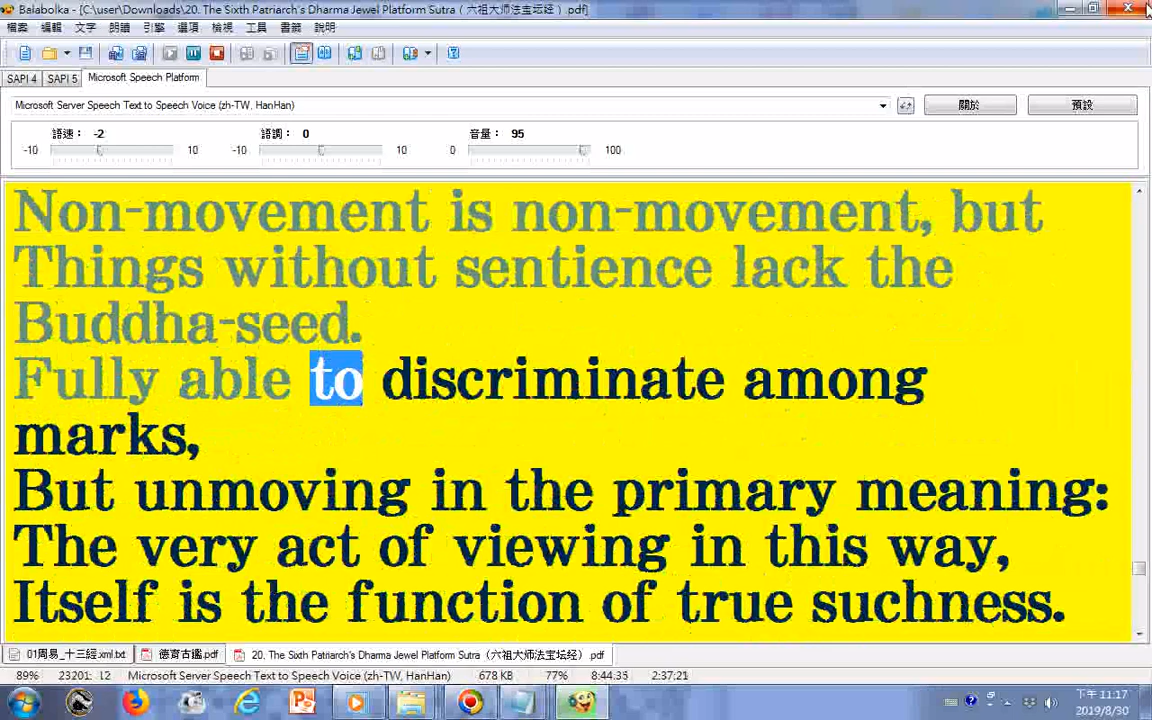 Balabolka - [C:\user\Downloads\20. The Sixth Patriarch's Dharma Jewel Platform Sutra（六祖大师法宝坛经）.pdf]
檔案 編輯 文字 朗讀 引擎 選項 檢視 工具 書籤 說明
SAPI 4 SAPI 5 Microsoft Speech Platform
Microsoft Server Speech Text to Speech Voice (zh-TW, HanHan) 關於 預設
語速： -2 語調： 0 音量： 95
-10 10 -10 10 0 100
Non-movement is non-movement, but
Things without sentience lack the
Buddha-seed.
Fully able to discriminate among
marks,
But unmoving in the primary meaning:
The very act of viewing in this way,
Itself is the function of true suchness.
01周易_十三經.xml.txt 德育古鑑.pdf 20. The Sixth Patriarch's Dharma Jewel Platform Sutra（六祖大师法宝坛经）.pdf
89% 23201: 12 Microsoft Server Speech Text to Speech Voice (zh-TW, HanHan) 678 KB 77% 8:44:35 2:37:21
下午 11:17
2019/8/30